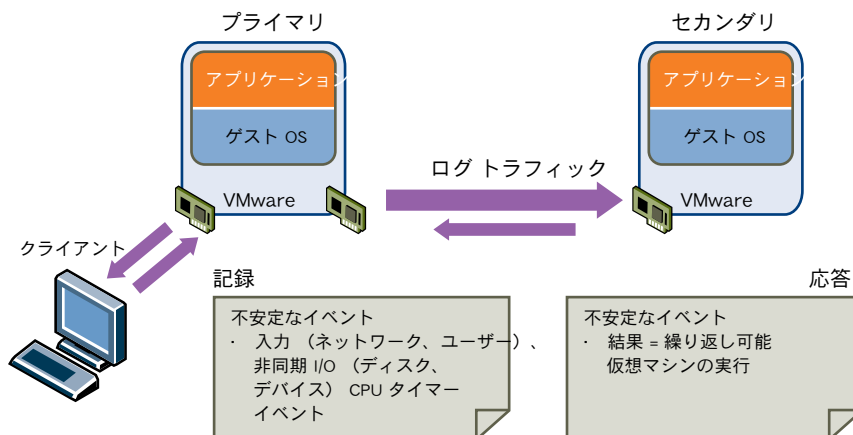 プライマリ
セカンダリ
アプリケーション
アプリケーション
ゲスト OS
ゲスト OS
ログ トラフィック
VMware
VMware
クライアント
記録
応答
不安定なイベント
· 入力 （ネットワーク、ユーザー）、
非同期 I/O （ディスク、
デバイス） CPU タイマー
イベント
不安定なイベント
· 結果 = 繰り返し可能
仮想マシンの実行